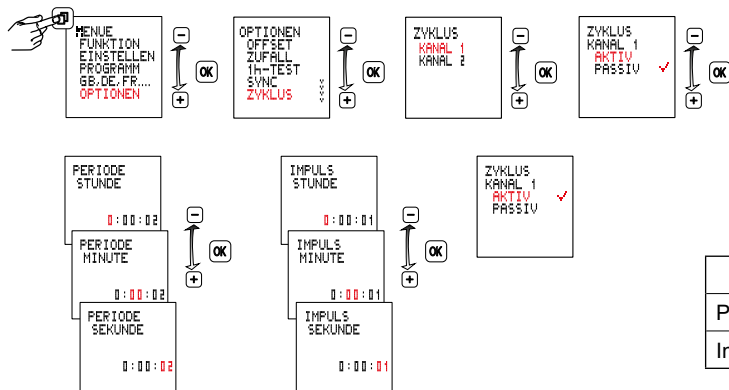 MENUE
FUNKTION
EINSTELLEN
PROGRAMM
GB,DE,FR....
OPTIONEN
−
OK
+
OPTIONEN
OFFSET
ZUFALL
1h-TEST
SYNC
ZYKLUS
−
OK
+
ZYKLUS
KANAL 1
KANAL 2
−
OK
+
ZYKLUS
KANAL 1
AKTIV
PASSIV ✓
−
OK
+
PERIODE
STUNDE
0:00:02
PERIODE
MINUTE
0:00:02
PERIODE
SEKUNDE
0:00:02
−
OK
+
IMPULS
STUNDE
0:00:01
IMPULS
MINUTE
0:00:01
IMPULS
SEKUNDE
0:00:01
−
OK
+
ZYKLUS
KANAL 1
AKTIV ✓
PASSIV